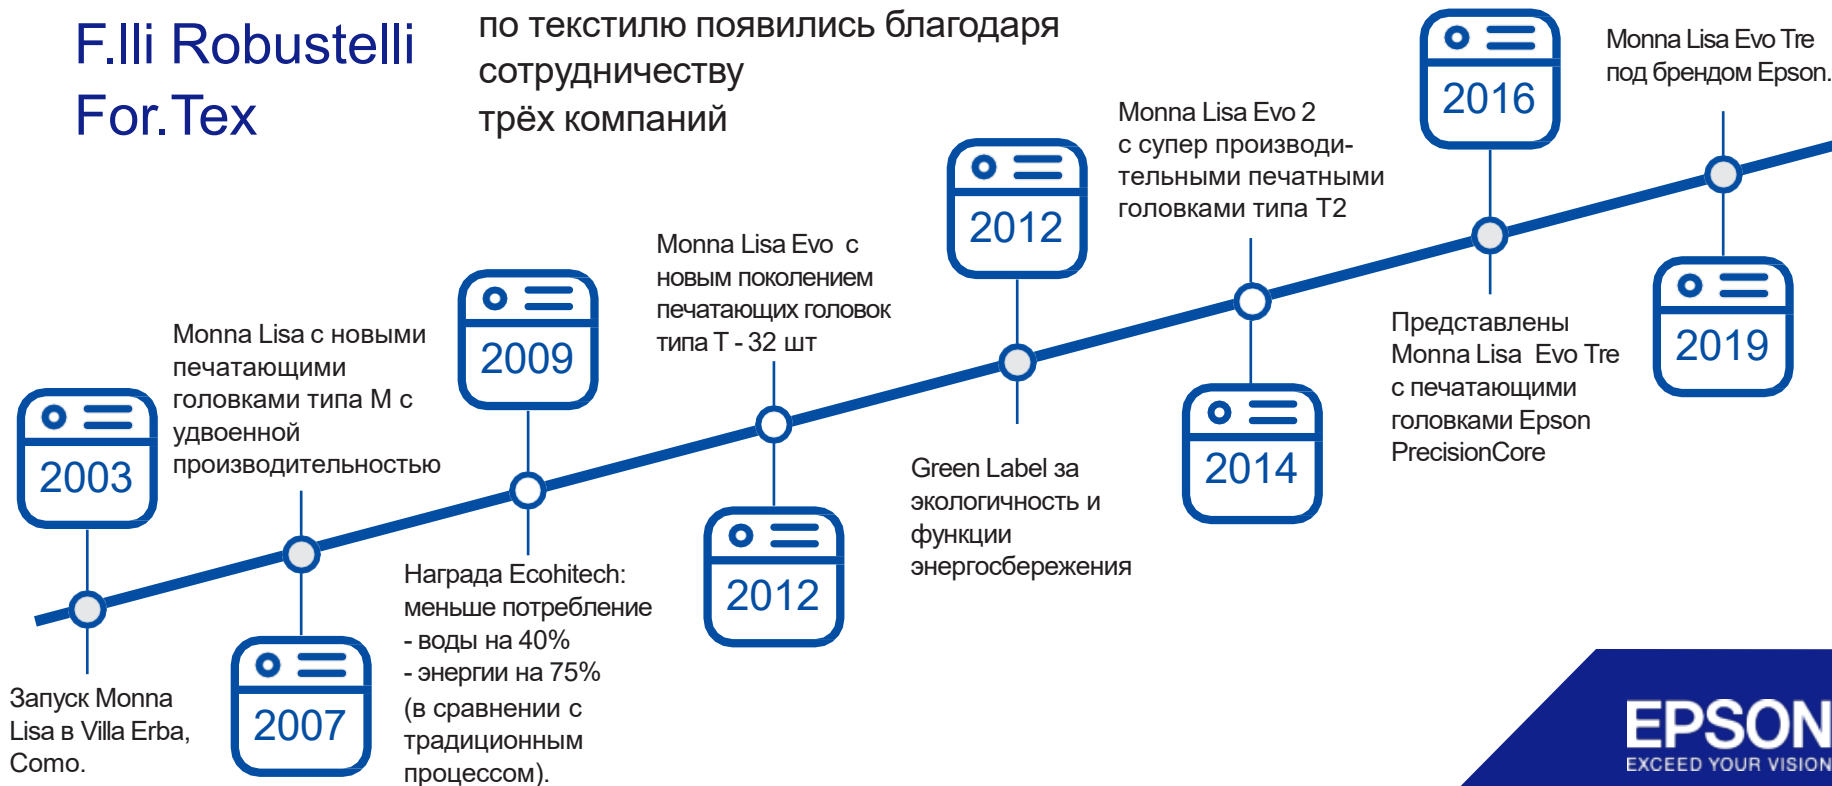 F.lli Robustelli
For.Tex
по текстилю появились благодаря
сотрудничеству
трёх компаний
2003
Запуск Monna
Lisa в Villa Erba,
Como.
Monna Lisa с новыми
печатающими
головками типа М с
удвоенной
производительностью
2007
2009
Награда Ecohitech:
меньше потребление
- воды на 40%
- энергии на 75%
(в сравнении с
традиционным
процессом).
Monna Lisa Evo с
новым поколением
печатающих головок
типа Т - 32 шт
2012
2012
Green Label за
экологичность и
функции
энергосбережения
Monna Lisa Evo 2
с супер производи-
тельными печатными
головками типа Т2
2014
2016
Представлены
Monna Lisa Evo Tre
с печатающими
головками Epson
PrecisionCore
Monna Lisa Evo Tre
под брендом Epson.
2019
EPSON
EXCEED YOUR VISION